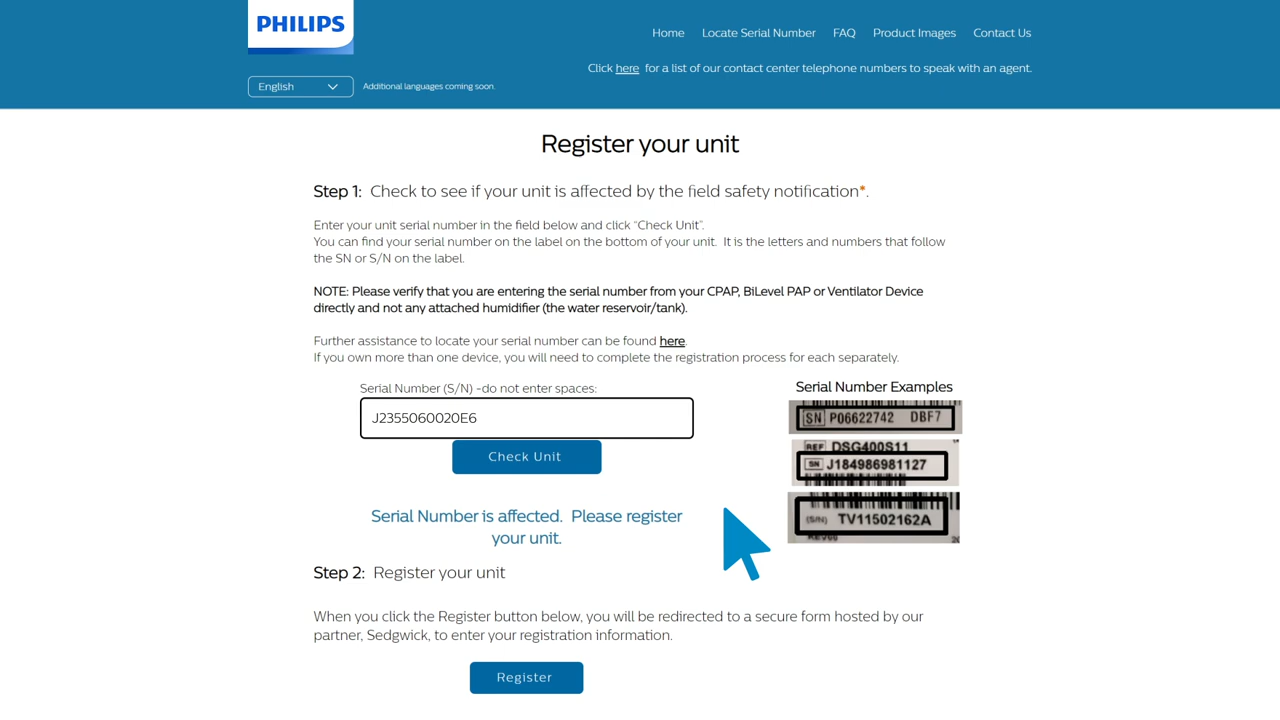 PHILIPS
Home Locate Serial Number FAQ Product Images Contact Us
Click here for a list of our contact center telephone numbers to speak with an agent.
English Additional languages coming soon.
Register your unit
Step 1: Check to see if your unit is affected by the field safety notification*.
Enter your unit serial number in the field below and click “Check Unit”.
You can find your serial number on the label on the bottom of your unit. It is the letters and numbers that follow
the SN or S/N on the label.
NOTE: Please verify that you are entering the serial number from your CPAP, BiLevel PAP or Ventilator Device
directly and not any attached humidifier (the water reservoir/tank).
Further assistance to locate your serial number can be found here.
If you own more than one device, you will need to complete the registration process for each separately.
Serial Number (S/N) -do not enter spaces:
J2355060020E6
Check Unit
Serial Number Examples
SN P06622742 DBF7
REF DSG400S11
SN J184986981127
(S/N) TV11502162A
Serial Number is affected. Please register
your unit.
Step 2: Register your unit
When you click the Register button below, you will be redirected to a secure form hosted by our
partner, Sedgwick, to enter your registration information.
Register